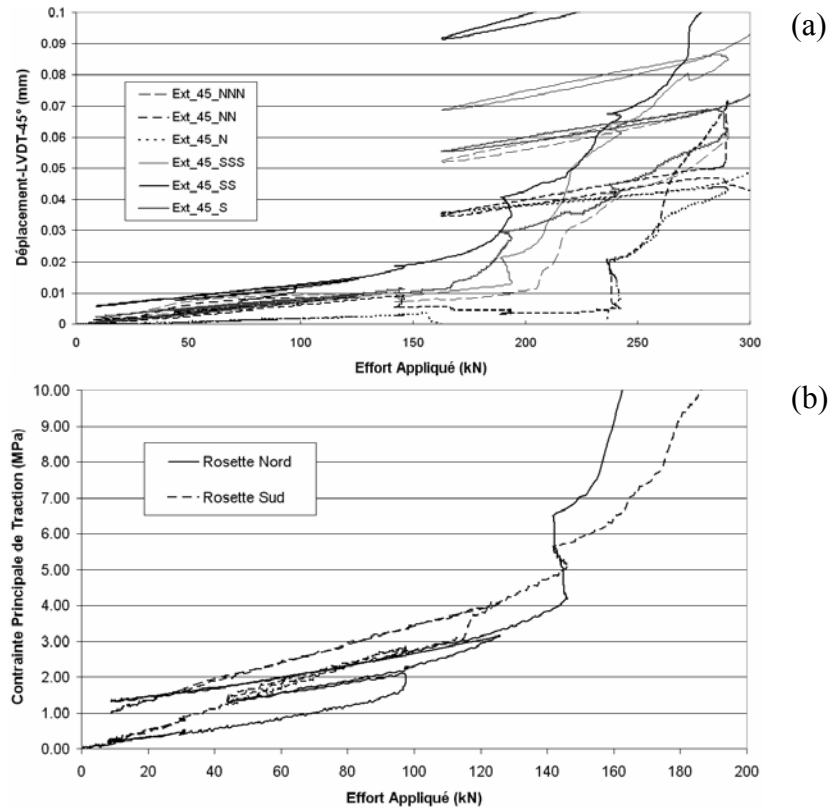 (a)
Déplacement-LVDT-45° (mm)
0.1
0.09
0.08
0.07
0.06
0.05
0.04
0.03
0.02
0.01
0
Ext_45_NNN
Ext_45_NN
Ext_45_N
Ext_45_SSS
Ext_45_SS
Ext_45_S
0 50 100 150 200 250 300
Effort Appliqué (kN)
(b)
Contrainte Principale de Traction (MPa)
10.00
9.00
8.00
7.00
6.00
5.00
4.00
3.00
2.00
1.00
0.00
Rosette Nord
Rosette Sud
0 20 40 60 80 100 120 140 160 180 200
Effort Appliqué (kN)